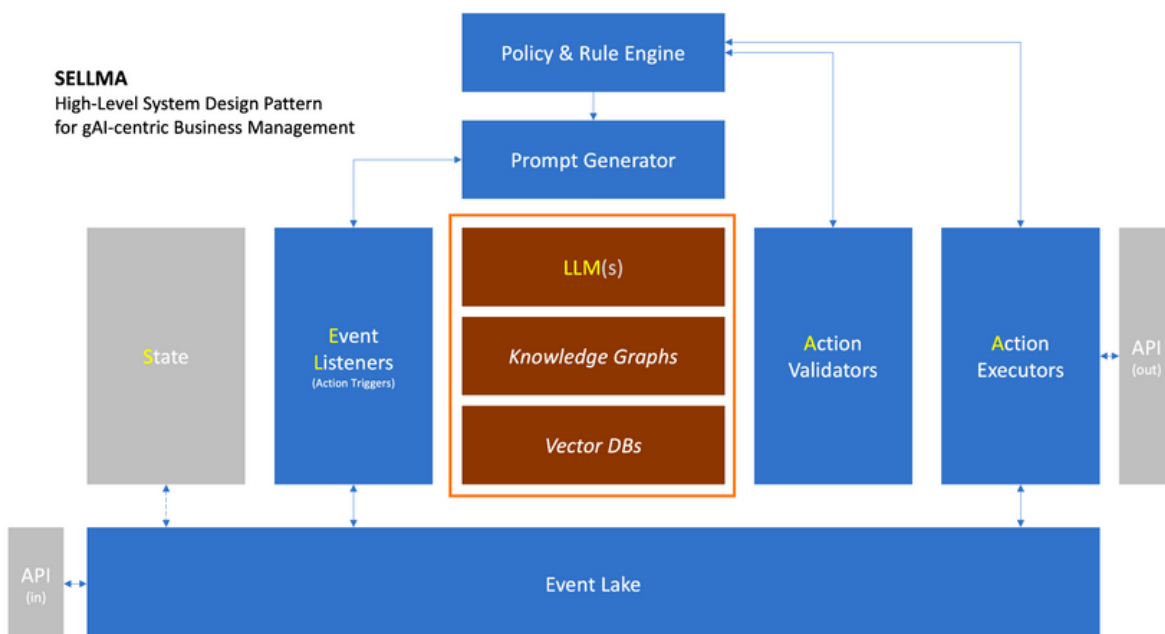 SELLMA
High-Level System Design Pattern
for gAI-centric Business Management
Policy & Rule Engine
Prompt Generator
State
Event
Listeners
(Action Triggers)
LLM(s)
Knowledge Graphs
Vector DBs
Action
Validators
Action
Executors
API
(out)
API
(in)
Event Lake